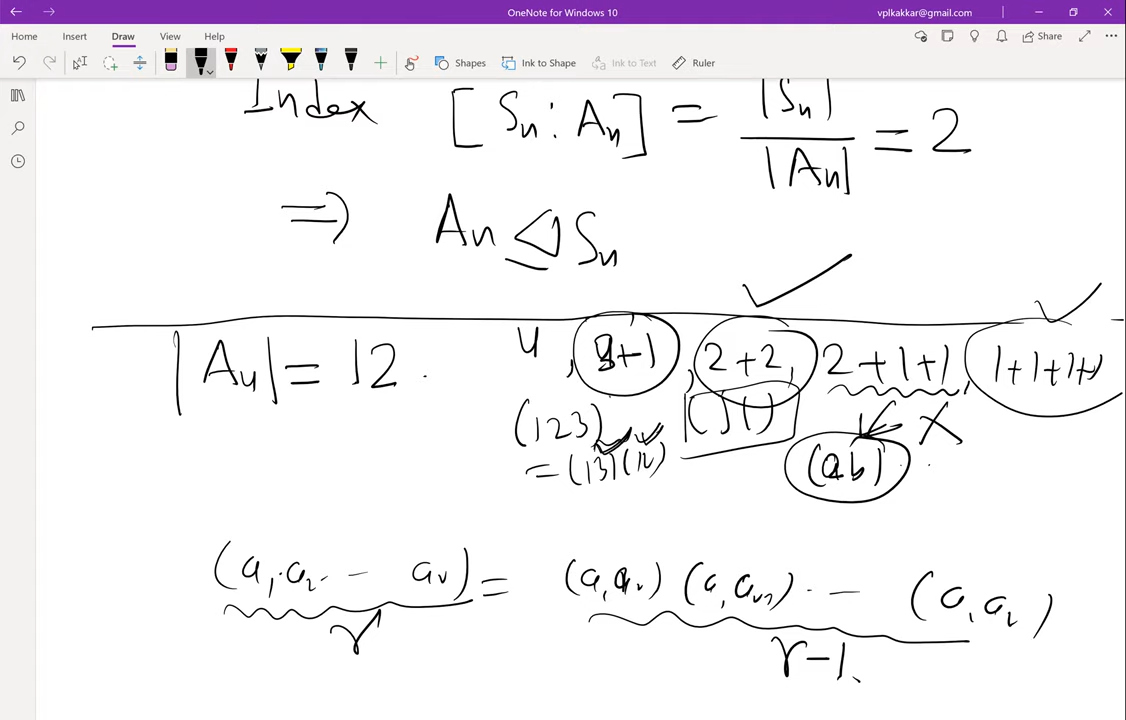 OneNote for Windows 10
vplkakkar@gmail.com
Home Insert Draw View Help
Share
Shapes Ink to Shape Ink to Text Ruler
Index [Sn : An] = |Sn| / |An| = 2
⇒ An ⊴ Sn
|A4| = 12. 4, 3+1, 2+2, 2+1+1, 1+1+1+1
(123) ( )( )
= (13)(12) (ab)
(a1 a2 - - ar) = (a1 ar) (a1 ar-1) . - - (a1 a2)
r r-1